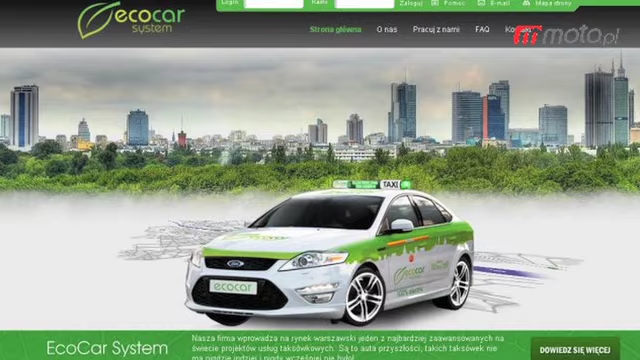 Login
Hasło
Zaloguj
Pomoc
E-mail
Mapa strony
ecocar
system
Strona główna
O nas
Pracuj z nami
FAQ
moto.pl
TAXI
ecocar
ecocar
EcoCar System
Nasza firma wprowadza na rynek warszawski jeden z najbardziej zaawansowanych na
świecie projektów usług taksówkowych. Są to auta przyszłości, takich taksówek nie
ma nigdzie indziej i nigdy wcześniej nie było!
DOWIEDZ SIĘ WIĘCEJ